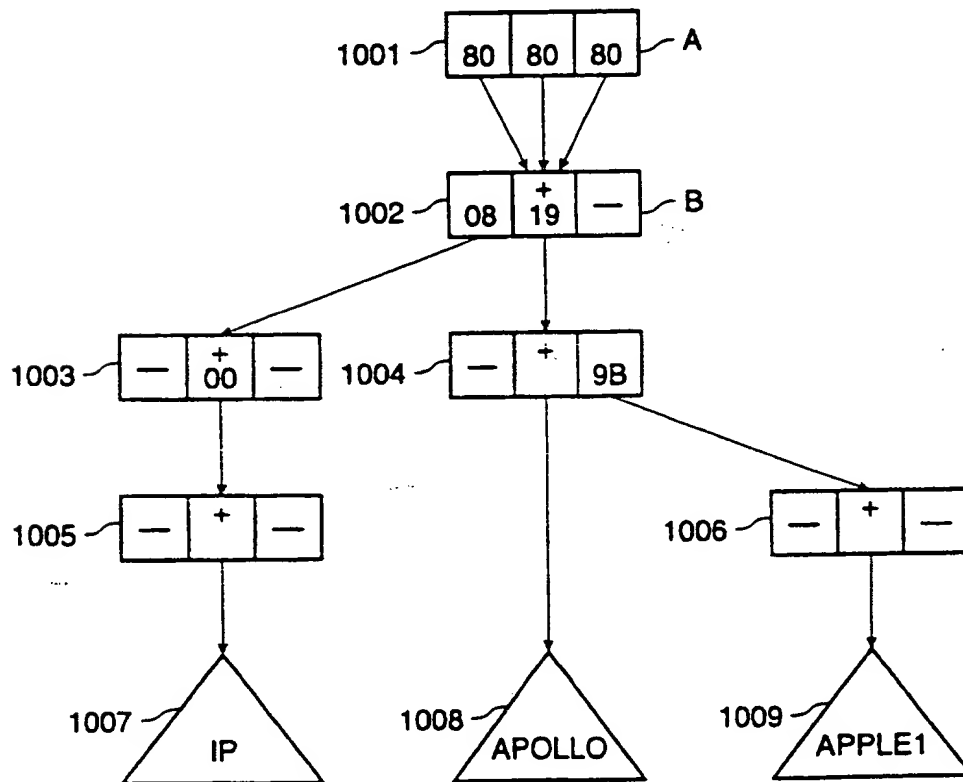 1001 80 80 80 A
1002 08 + 19 — B
1003 — + 00 —
1004 — + 9B
1005 — + —
1006 — + —
1007 IP
1008 APOLLO
1009 APPLE1